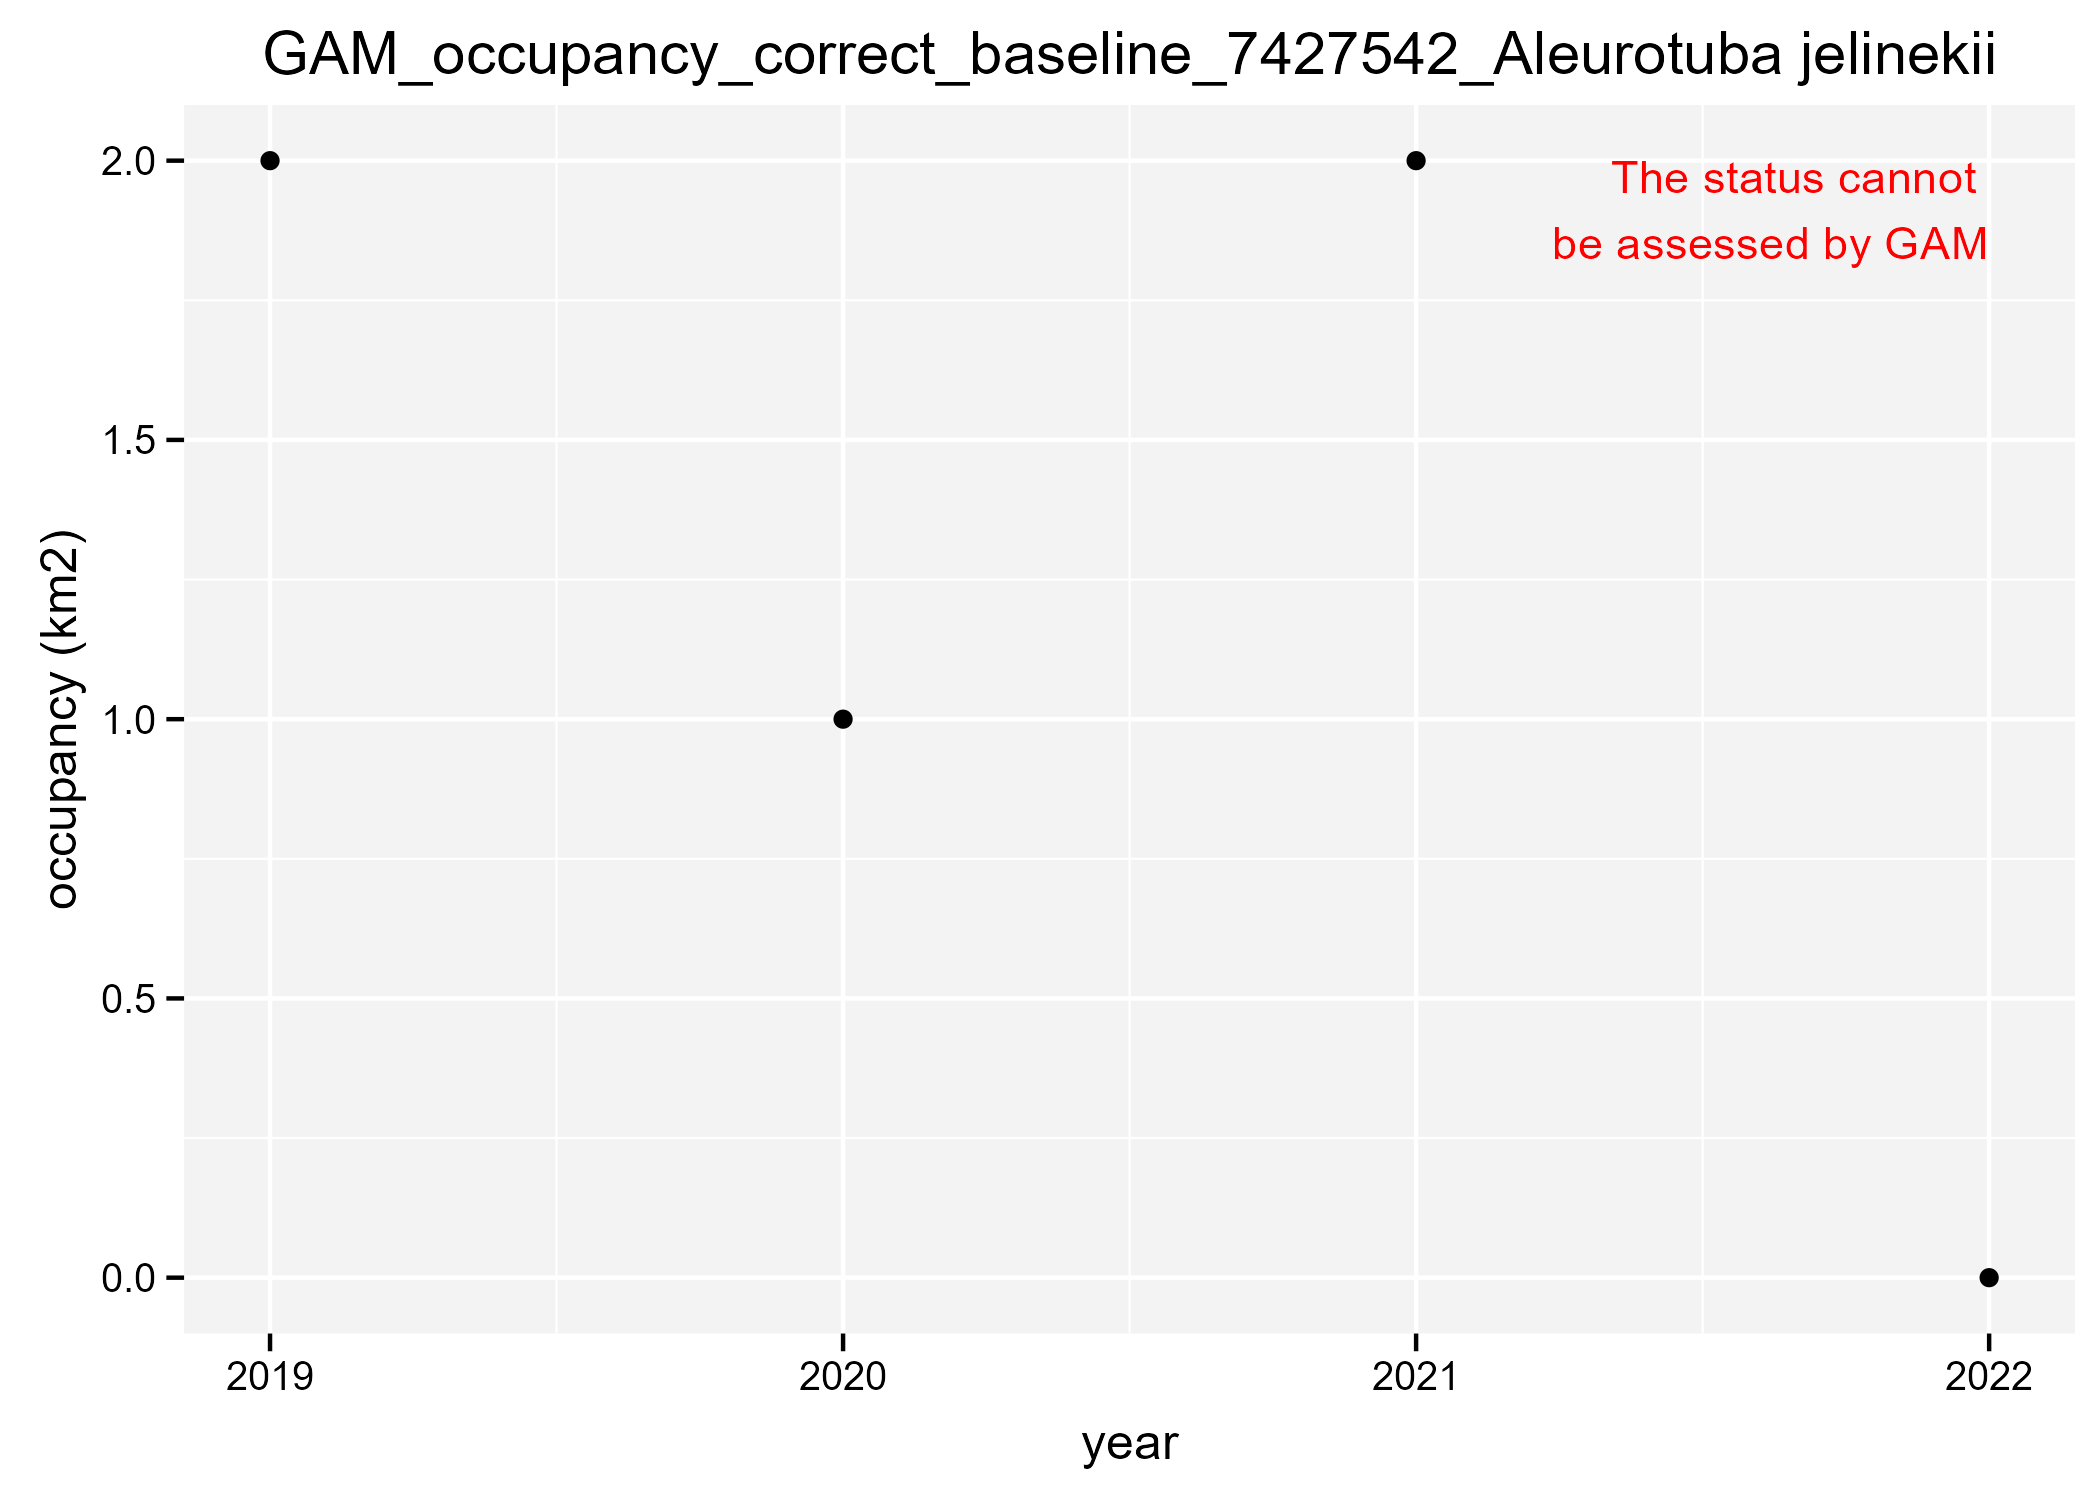 GAM_occupancy_correct_baseline_7427542_Aleurotuba jelinekii
2.0
The status cannot
be assessed by GAM
1.5
occupancy (km2)
1.0
0.5
0.0
2019 2020 2021 2022
year